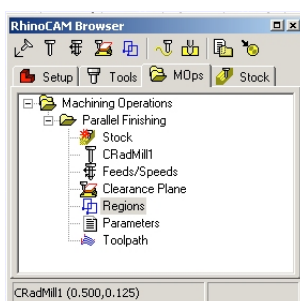 RhinoCAM Browser
Setup Tools MOps Stock
Machining Operations
Parallel Finishing
Stock
CRadMill1
Feeds/Speeds
Clearance Plane
Regions
Parameters
Toolpath
CRadMill1 (0.500,0.125)